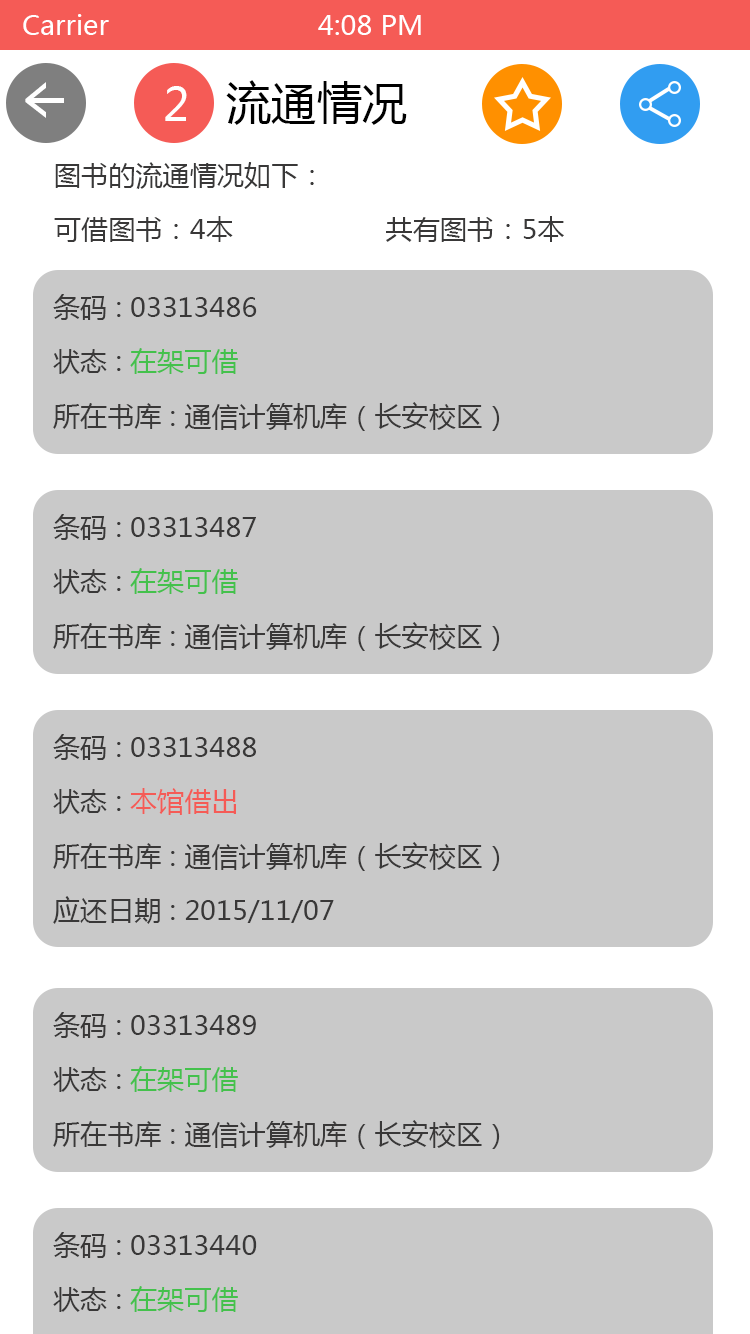 Carrier 4:08 PM
2 流通情况
图书的流通情况如下：
可借图书：4本 共有图书：5本
条码 : 03313486
状态 : 在架可借
所在书库 : 通信计算机库（长安校区）
条码 : 03313487
状态 : 在架可借
所在书库 : 通信计算机库（长安校区）
条码 : 03313488
状态 : 本馆借出
所在书库 : 通信计算机库（长安校区）
应还日期 : 2015/11/07
条码 : 03313489
状态 : 在架可借
所在书库 : 通信计算机库（长安校区）
条码 : 03313440
状态 : 在架可借